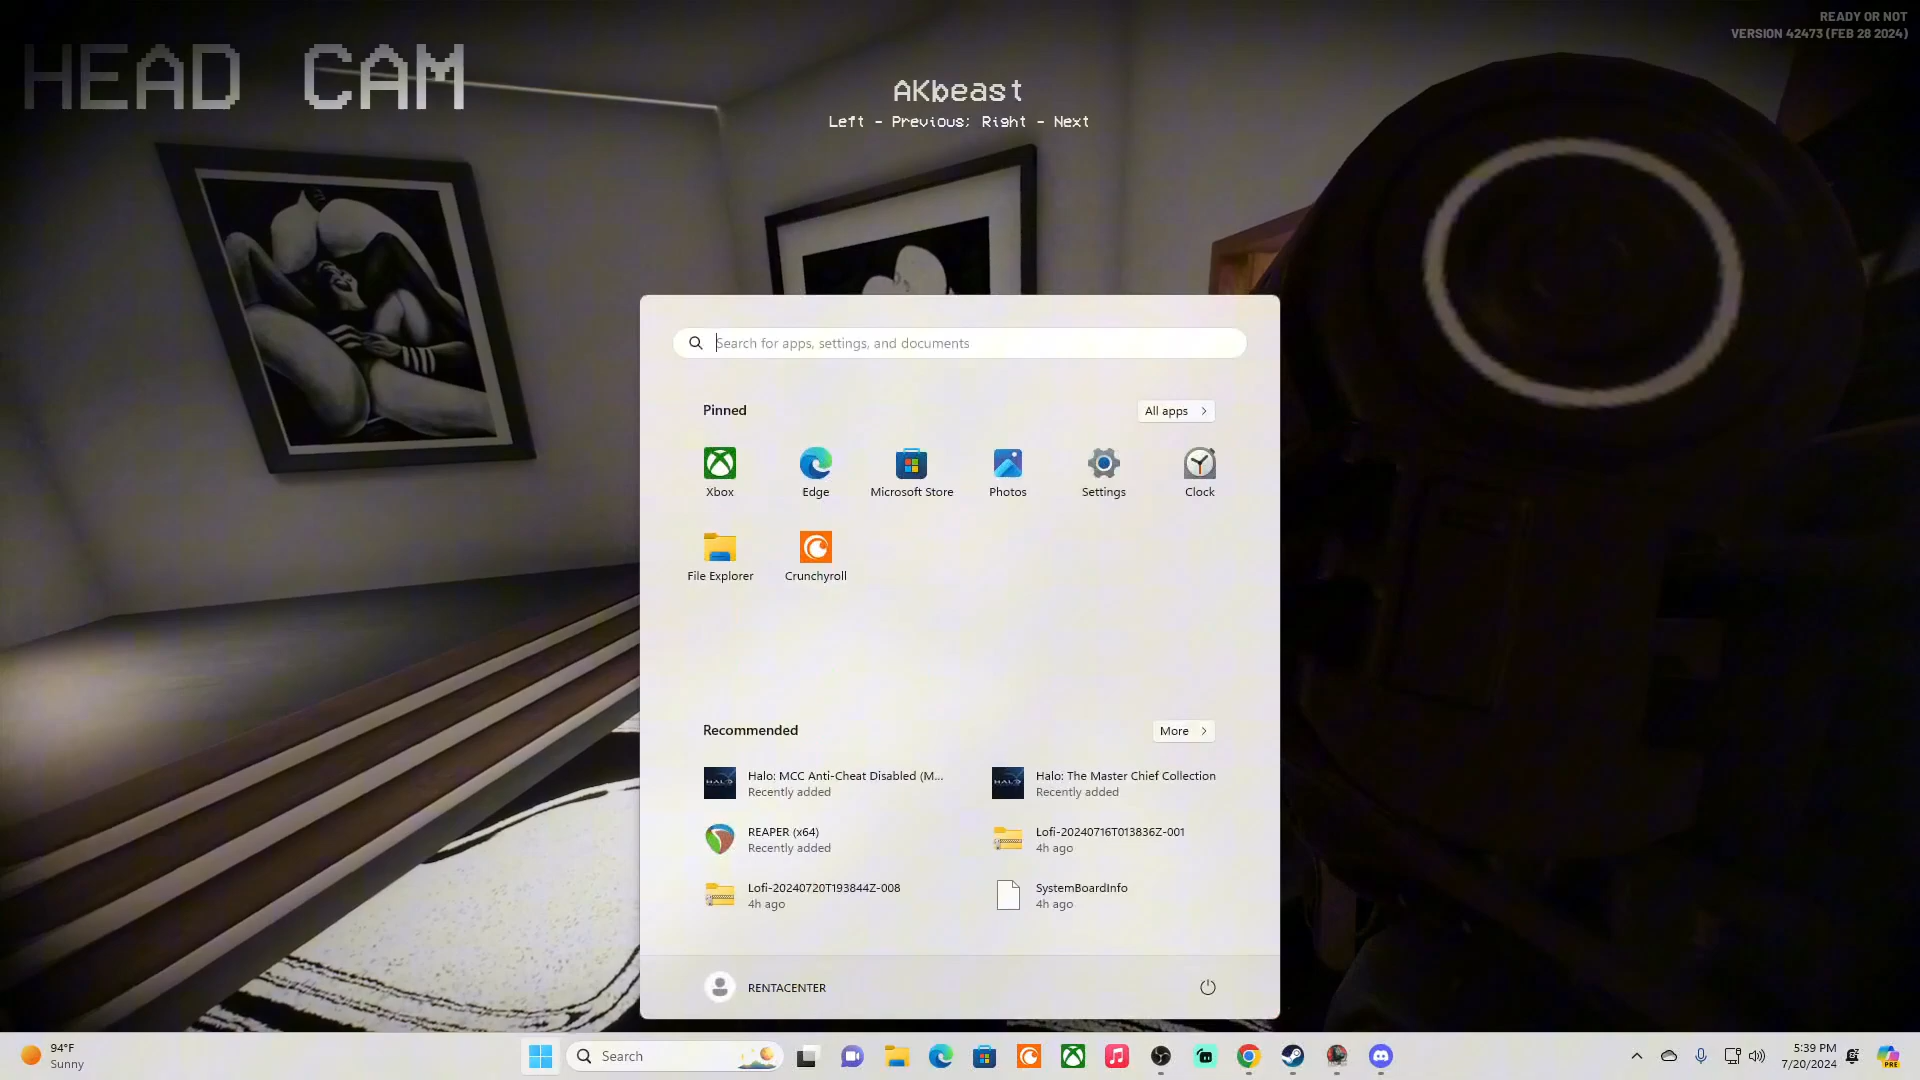 READY OR NOT
VERSION 42473 (FEB 28 2024)
HEAD CAM
AKbeast
Left - Previous; Right - Next
Search for apps, settings, and documents
Pinned
All apps
Xbox
Edge
Microsoft Store
Photos
Settings
Clock
File Explorer
Crunchyroll
Recommended
More
Halo: MCC Anti-Cheat Disabled (M...
Recently added
Halo: The Master Chief Collection
Recently added
REAPER (x64)
Recently added
Lofi-20240716T013836Z-001
4h ago
Lofi-20240720T193844Z-008
4h ago
SystemBoardInfo
4h ago
RENTACENTER
94°F
Sunny
Search
5:39 PM
7/20/2024
PRE